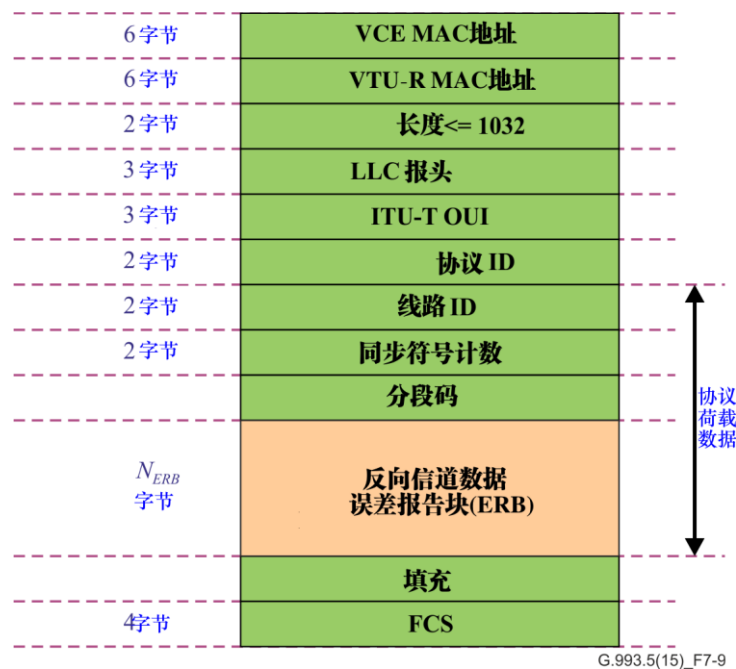 6字节
VCE MAC地址
6字节
VTU-R MAC地址
2字节
长度<= 1032
3字节
LLC 报头
3字节
ITU-T OUI
2字节
协议 ID
2字节
线路 ID
2字节
同步符号计数
分段码
协议
荷载
数据
N_ERB
字节
反向信道数据
误差报告块(ERB)
填充
4字节
FCS
G.993.5(15)_F7-9